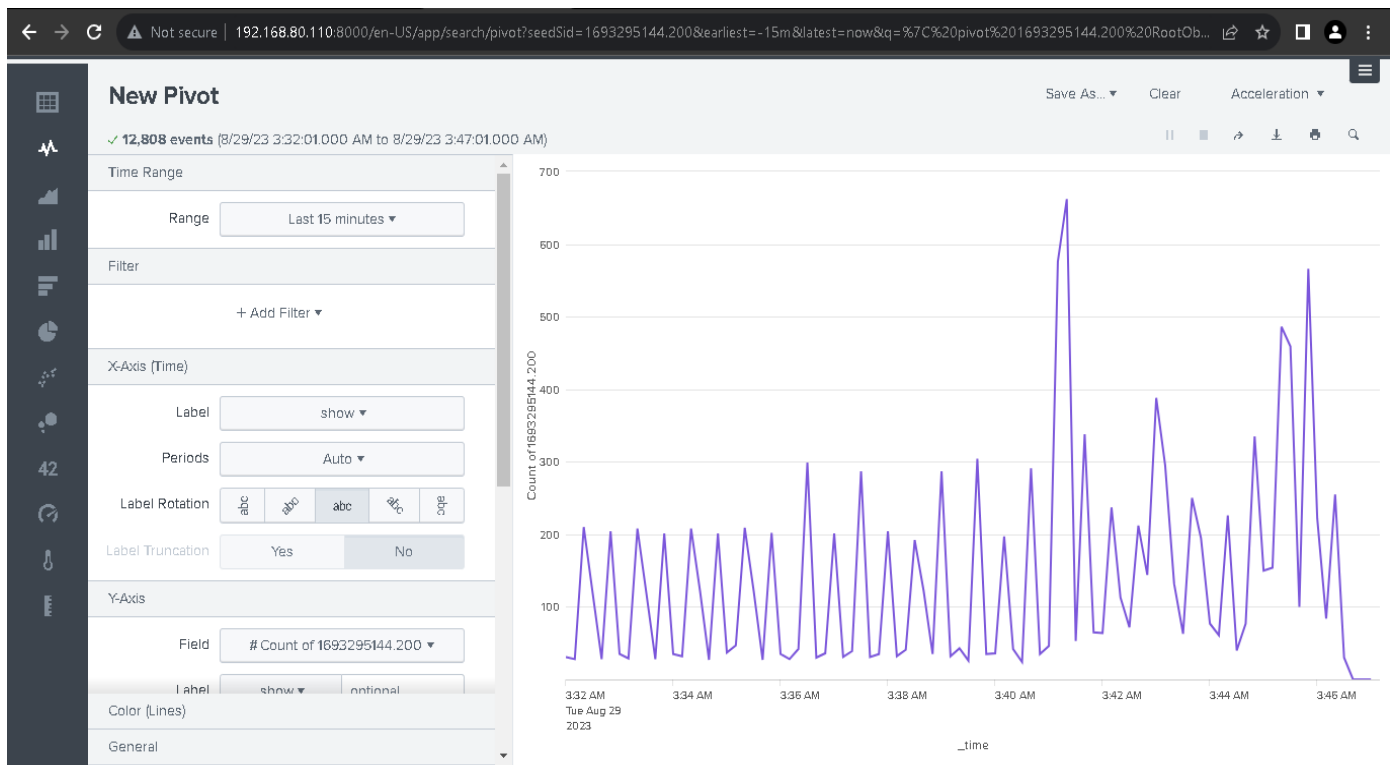 Not secure | 192.168.80.110:8000/en-US/app/search/pivot?seedSid=1693295144.200&earliest=-15m&latest=now&q=%7C%20pivot%201693295144.200%20RootOb...
New Pivot
Save As...
Clear
Acceleration
12,808 events (8/29/23 3:32:01.000 AM to 8/29/23 3:47:01.000 AM)
Time Range
Range
Last 15 minutes
Filter
+ Add Filter
X-Axis (Time)
Label
show
Periods
Auto
Label Rotation
abc
abc
abc
abc
abc
Label Truncation
Yes
No
Y-Axis
Field
# Count of 1693295144.200
Label
show
optional
Color (Lines)
General
42
Count of 1693295144.200
700
600
500
400
300
200
100
3:32 AM
Tue Aug 29
2023
3:34 AM
3:36 AM
3:38 AM
3:40 AM
3:42 AM
3:44 AM
3:46 AM
_time